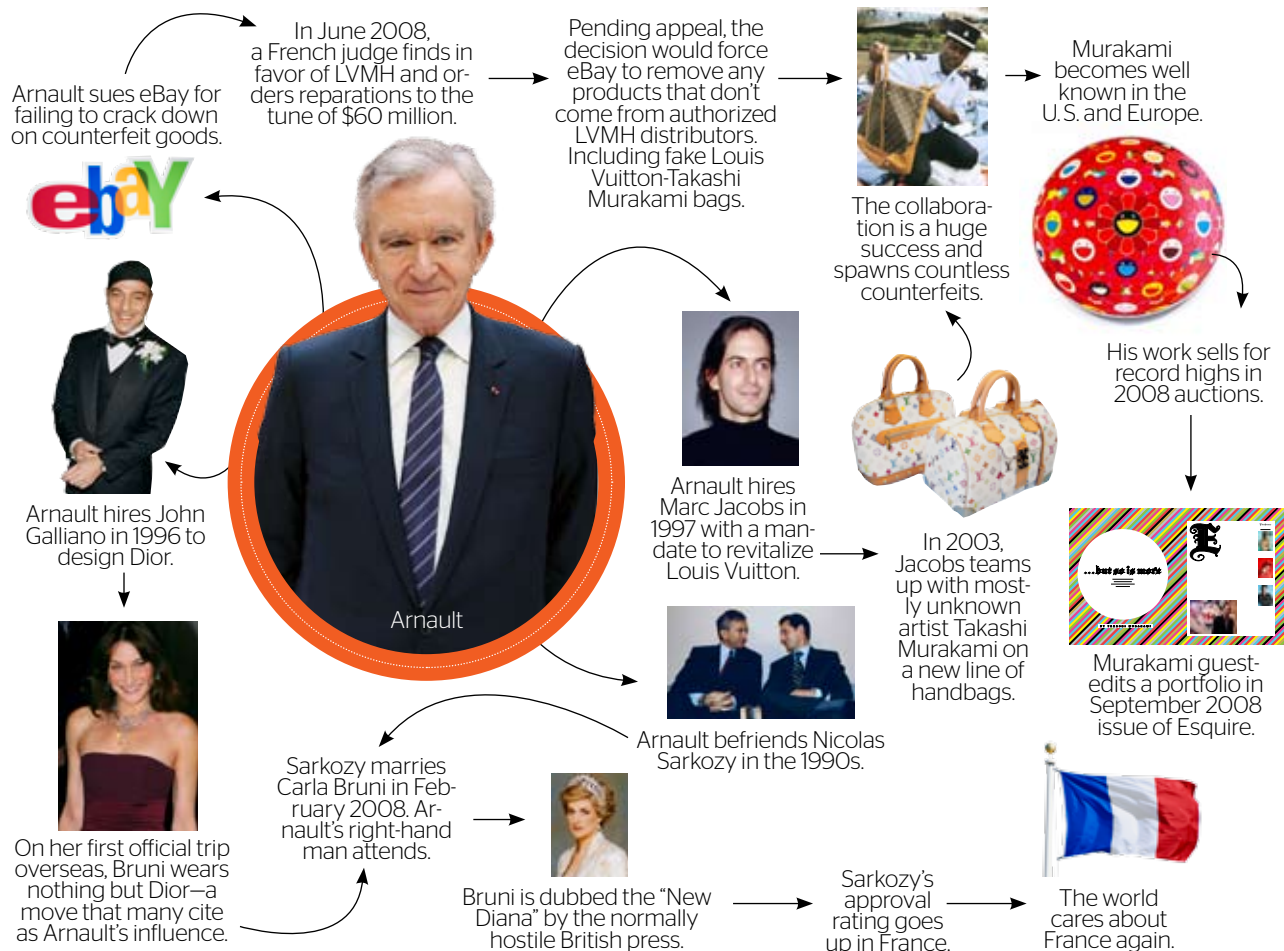 Arnault sues eBay for
failing to crack down
on counterfeit goods.
ebaY
In June 2008,
a French judge finds in
favor of LVMH and or-
ders reparations to the
tune of $60 million.
Pending appeal, the
decision would force
eBay to remove any
products that don't
come from authorized
LVMH distributors.
Including fake Louis
Vuitton-Takashi
Murakami bags.
The collabora-
tion is a huge
success and
spawns countless
counterfeits.
Murakami
becomes well
known in the
U.S. and Europe.
His work sells for
record highs in
2008 auctions.
...but so is more
BY TAKASHI MURAKAMI
E
Murakami guest-
edits a portfolio in
September 2008
issue of Esquire.
Arnault
Arnault hires
Marc Jacobs in
1997 with a man-
date to revitalize
Louis Vuitton.
In 2003,
Jacobs teams
up with most-
ly unknown
artist Takashi
Murakami on
a new line of
handbags.
Arnault hires John
Galliano in 1996 to
design Dior.
On her first official trip
overseas, Bruni wears
nothing but Dior—a
move that many cite
as Arnault's influence.
Arnault befriends Nicolas
Sarkozy in the 1990s.
Sarkozy marries
Carla Bruni in Feb-
ruary 2008. Ar-
nault's right-hand
man attends.
Bruni is dubbed the “New
Diana” by the normally
hostile British press.
Sarkozy's
approval
rating goes
up in France.
The world
cares about
France again.